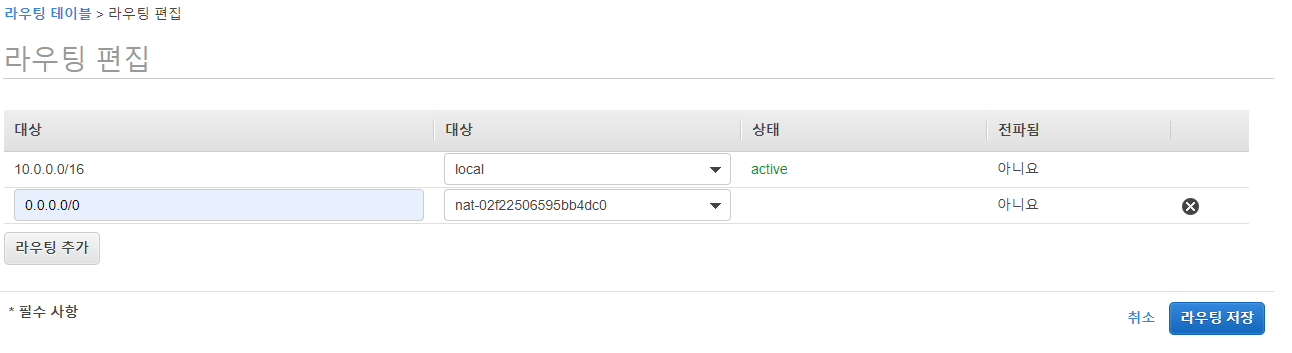 라우팅 테이블 > 라우팅 편집
라우팅 편집
대상 대상 상태 전파됨
10.0.0.0/16 local active 아니요
0.0.0.0/0 nat-02f22506595bb4dc0 아니요
라우팅 추가
* 필수 사항 취소 라우팅 저장